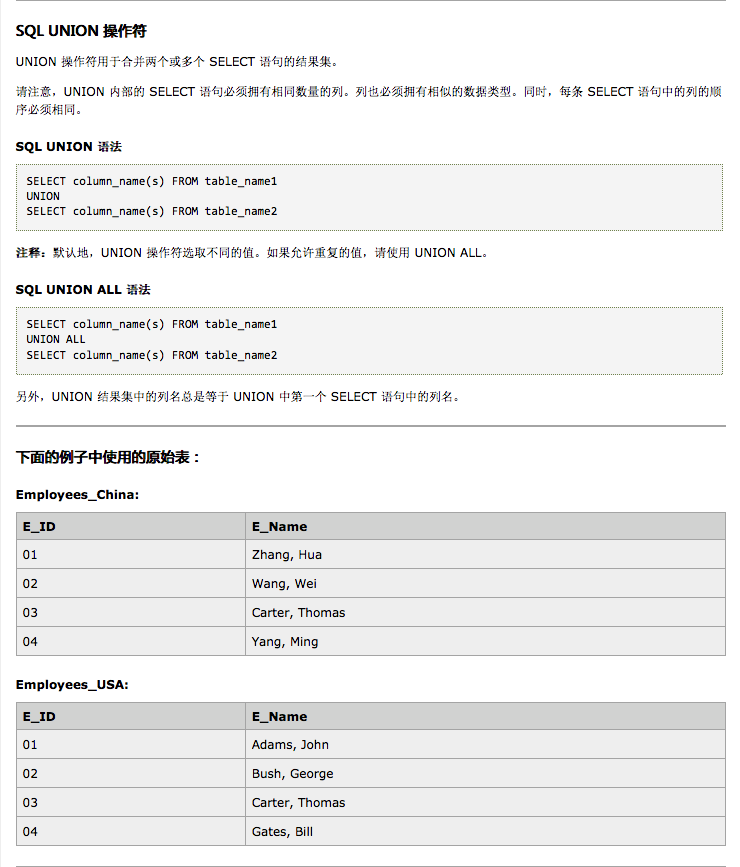 SQL UNION 操作符
UNION 操作符用于合并两个或多个 SELECT 语句的结果集。
请注意，UNION 内部的 SELECT 语句必须拥有相同数量的列。列也必须拥有相似的数据类型。同时，每条 SELECT 语句中的列的顺
序必须相同。
SQL UNION 语法
SELECT column_name(s) FROM table_name1
UNION
SELECT column_name(s) FROM table_name2
注释：默认地，UNION 操作符选取不同的值。如果允许重复的值，请使用 UNION ALL。
SQL UNION ALL 语法
SELECT column_name(s) FROM table_name1
UNION ALL
SELECT column_name(s) FROM table_name2
另外，UNION 结果集中的列名总是等于 UNION 中第一个 SELECT 语句中的列名。
下面的例子中使用的原始表：
Employees_China:
E_ID E_Name
01 Zhang, Hua
02 Wang, Wei
03 Carter, Thomas
04 Yang, Ming
Employees_USA:
E_ID E_Name
01 Adams, John
02 Bush, George
03 Carter, Thomas
04 Gates, Bill